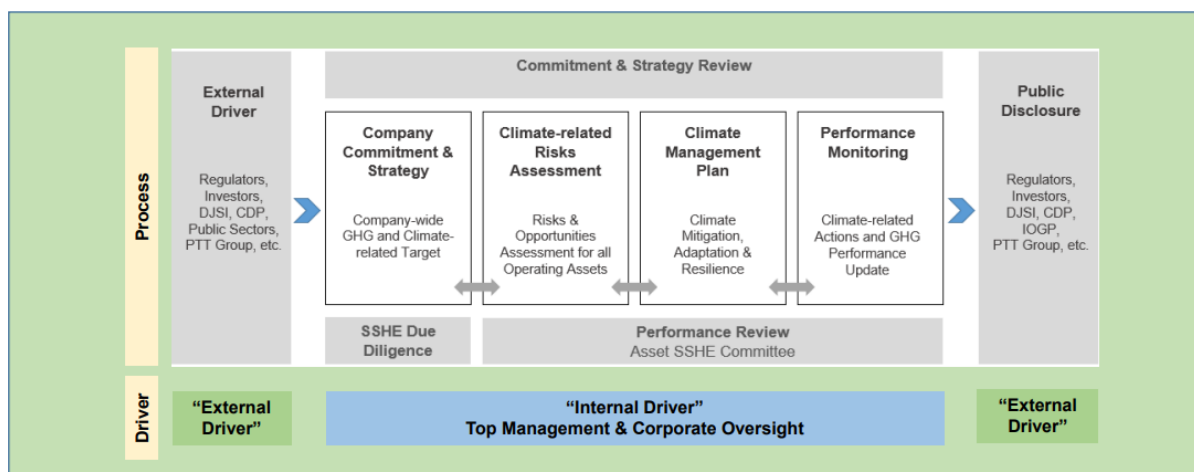 Process
External
Driver
Regulators,
Investors,
DJSI, CDP,
Public Sectors,
PTT Group, etc.
Commitment & Strategy Review
Company
Commitment &
Strategy
Company-wide
GHG and Climate-
related Target
Climate-related
Risks
Assessment
Risks &
Opportunities
Assessment for all
Operating Assets
Climate
Management
Plan
Climate
Mitigation,
Adaptation &
Resilience
Performance
Monitoring
Climate-related
Actions and GHG
Performance
Update
SSHE Due
Diligence
Performance Review
Asset SSHE Committee
Public
Disclosure
Regulators,
Investors,
DJSI, CDP,
IOGP,
PTT Group, etc.
Driver
“External
Driver”
“Internal Driver”
Top Management & Corporate Oversight
“External
Driver”